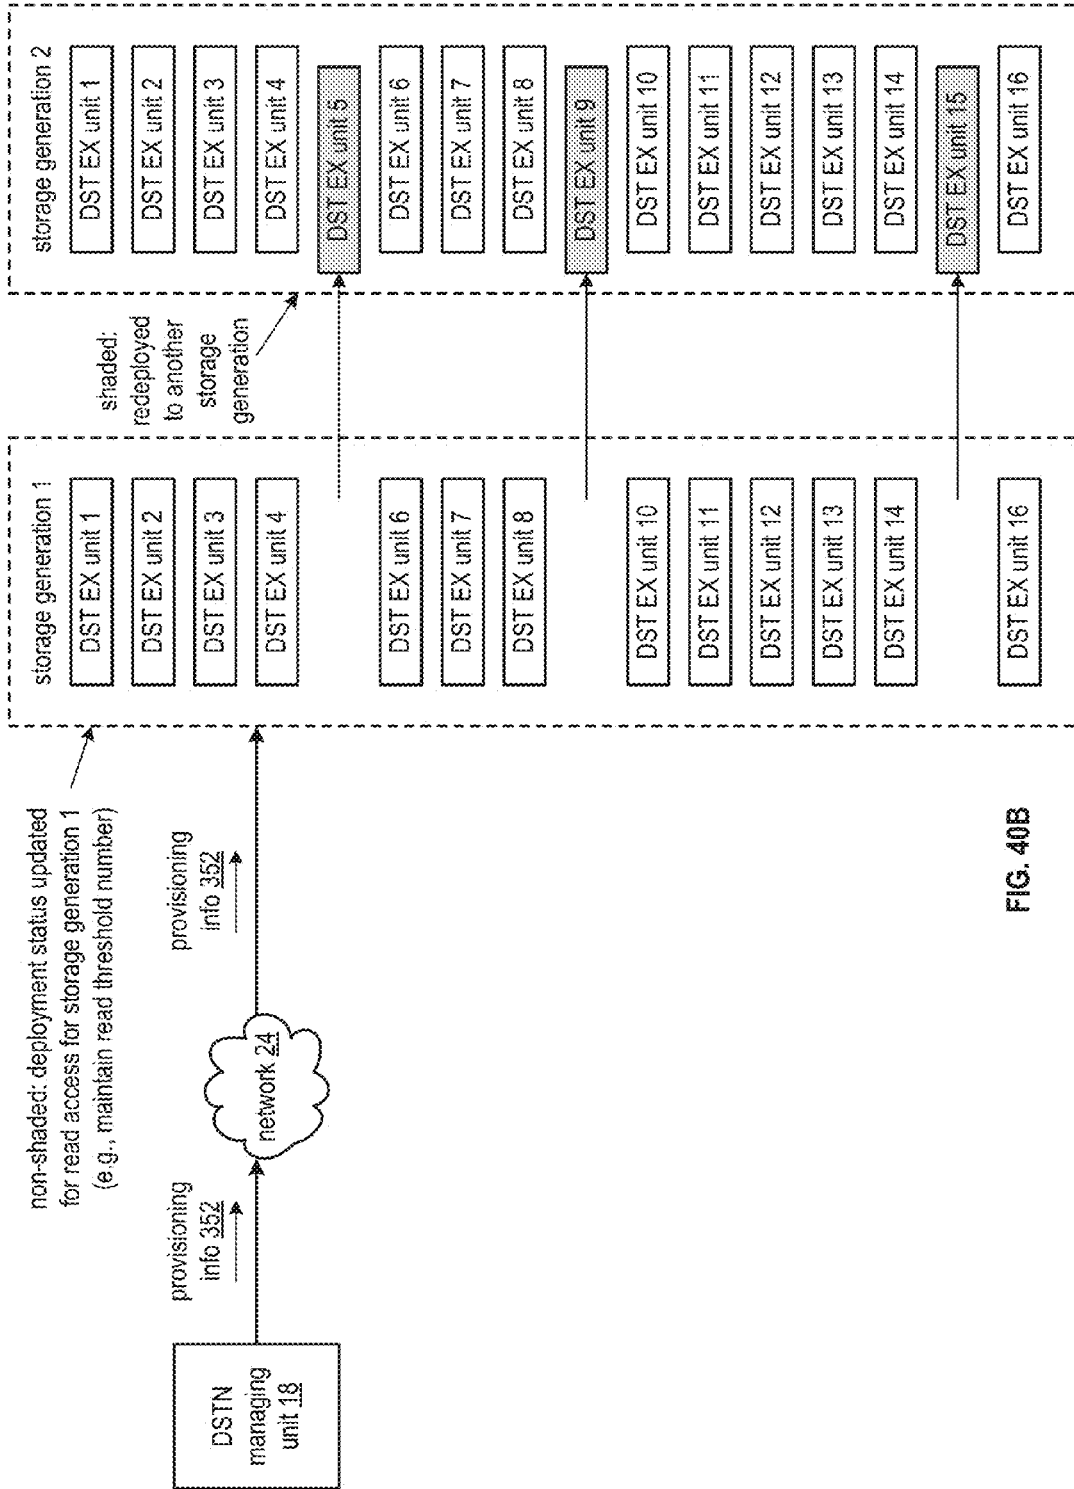 non-shaded: deployment status updated
for read access for storage generation 1
(e.g., maintain read threshold number)
DSTN
managing
unit 18
provisioning
info 352
network 24
provisioning
info 352
storage generation 1
DST EX unit 1
DST EX unit 2
DST EX unit 3
DST EX unit 4
DST EX unit 6
DST EX unit 7
DST EX unit 8
DST EX unit 10
DST EX unit 11
DST EX unit 12
DST EX unit 13
DST EX unit 14
DST EX unit 16
shaded:
redeployed
to another
storage
generation
storage generation 2
DST EX unit 1
DST EX unit 2
DST EX unit 3
DST EX unit 4
DST EX unit 5
DST EX unit 6
DST EX unit 7
DST EX unit 8
DST EX unit 9
DST EX unit 10
DST EX unit 11
DST EX unit 12
DST EX unit 13
DST EX unit 14
DST EX unit 15
DST EX unit 16
FIG. 40B